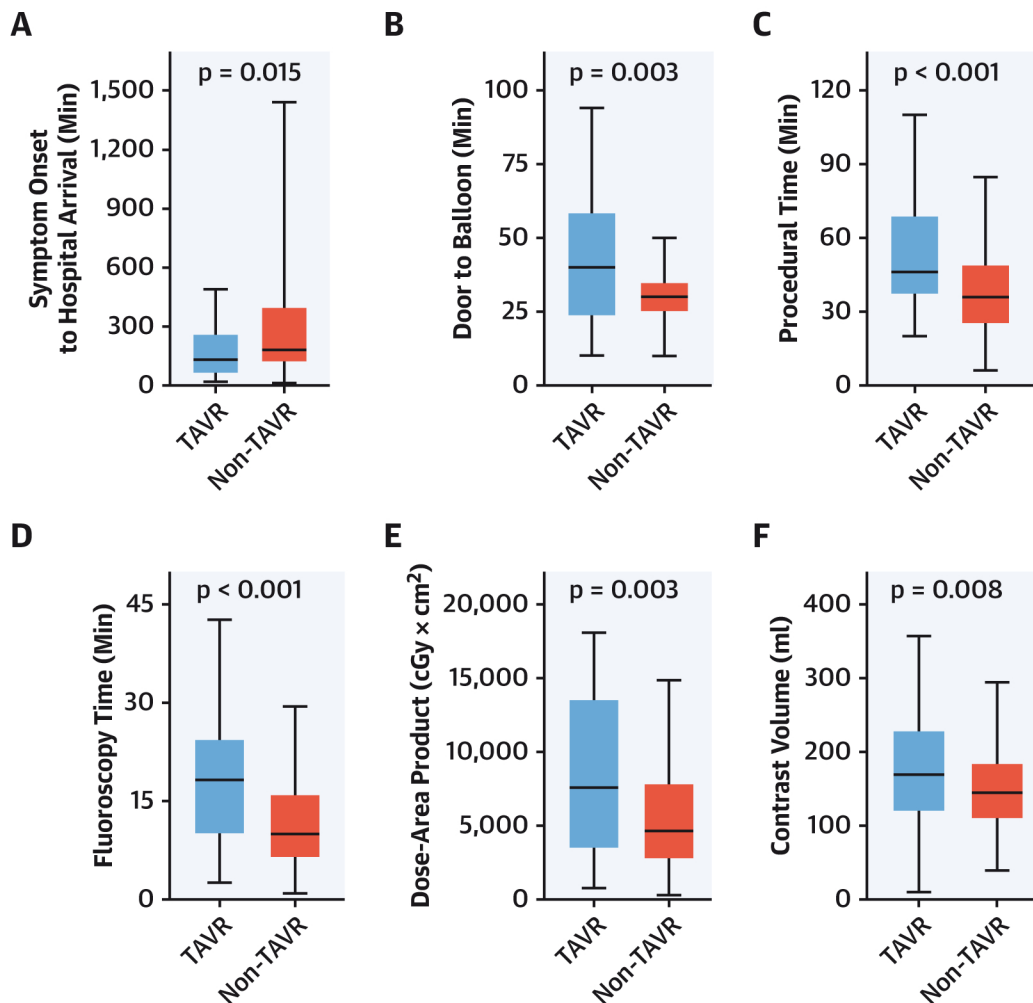 A
p = 0.015
Symptom Onset
to Hospital Arrival (Min)
1,500
1,200
900
600
300
0
TAVR
Non-TAVR
B
p = 0.003
Door to Balloon (Min)
100
75
50
25
0
TAVR
Non-TAVR
C
p < 0.001
Procedural Time (Min)
120
90
60
30
0
TAVR
Non-TAVR
D
p < 0.001
Fluoroscopy Time (Min)
45
30
15
0
TAVR
Non-TAVR
E
p = 0.003
Dose-Area Product (cGy × cm²)
20,000
15,000
10,000
5,000
0
TAVR
Non-TAVR
F
p = 0.008
Contrast Volume (ml)
400
300
200
100
0
TAVR
Non-TAVR